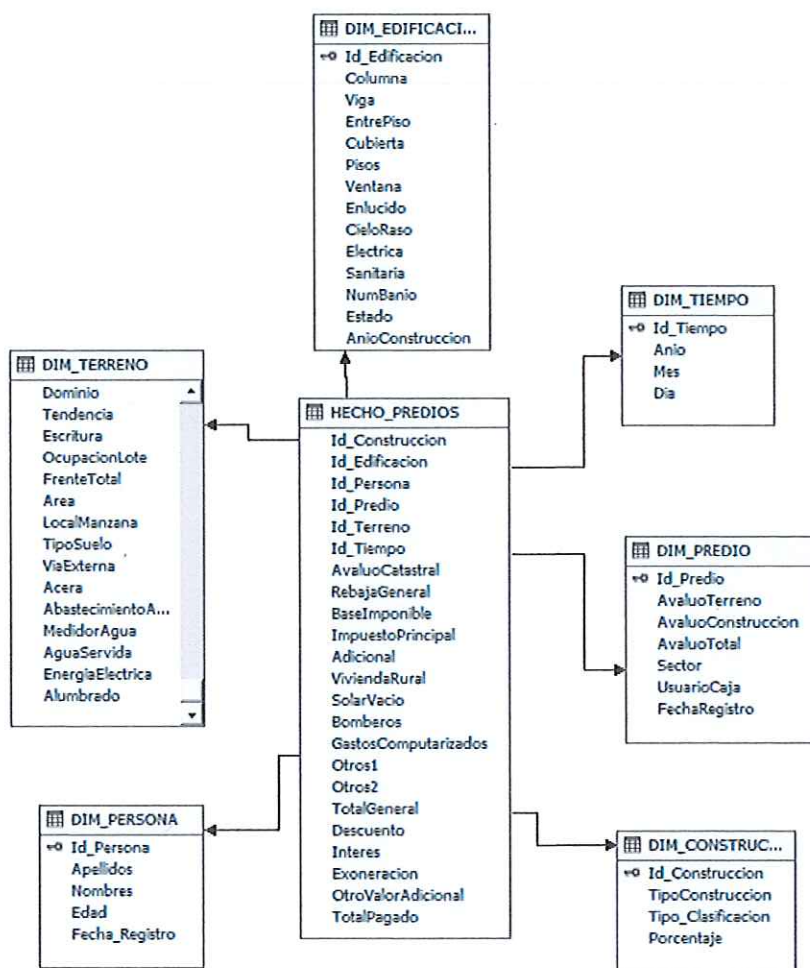 DIM_EDIFICACI...
Id_Edificacion
Columna
Viga
EntrePiso
Cubierta
Pisos
Ventana
Enlucido
CieloRaso
Electrica
Sanitaria
NumBanio
Estado
AnioConstruccion
DIM_TIEMPO
Id_Tiempo
Anio
Mes
Dia
DIM_TERRENO
Dominio
Tendencia
Escritura
OcupacionLote
FrenteTotal
Area
LocalManzana
TipoSuelo
ViaExterna
Acera
AbastecimientoA...
MedidorAgua
AguaServida
EnergiaElectrica
Alumbrado
HECHO_PREDIOS
Id_Construccion
Id_Edificacion
Id_Persona
Id_Predio
Id_Terreno
Id_Tiempo
AvaluoCatastral
RebajaGeneral
BaseImponible
ImpuestoPrincipal
Adicional
ViviendaRural
SolarVacio
Bomberos
GastosComputarizados
Otros1
Otros2
TotalGeneral
Descuento
Interes
Exoneracion
OtroValorAdicional
TotalPagado
DIM_PREDIO
Id_Predio
AvaluoTerreno
AvaluoConstruccion
AvaluoTotal
Sector
UsuarioCaja
FechaRegistro
DIM_PERSONA
Id_Persona
Apellidos
Nombres
Edad
Fecha_Registro
DIM_CONSTRUC...
Id_Construccion
TipoConstruccion
Tipo_Clasificacion
Porcentaje